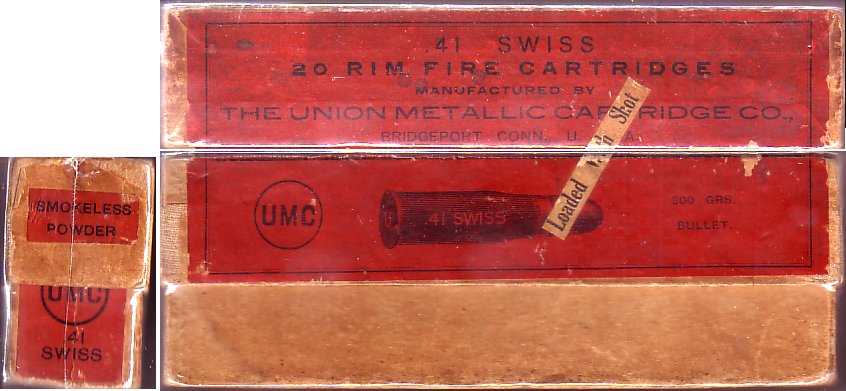 .41 SWISS
20 RIM FIRE CARTRIDGES
MANUFACTURED BY
THE UNION METALLIC CARTRIDGE CO.,
BRIDGEPORT CONN. U. S. A.
Loaded with Shot
UMC
.41 SWISS
300 GRS.
BULLET.
SMOKELESS
POWDER
UMC
.41
SWISS